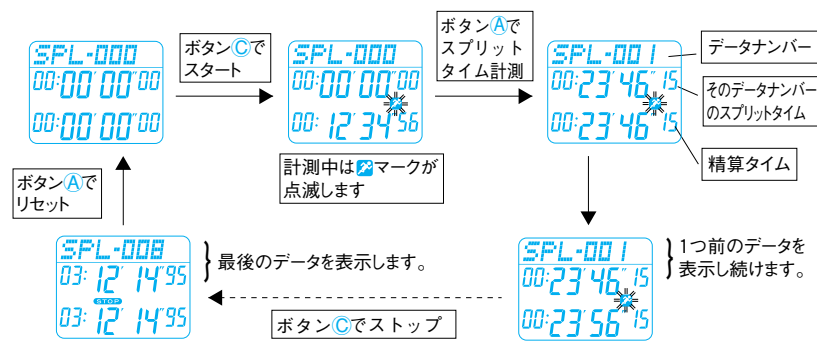 SPL-000
00:00'00"00
00:00'00"00
ボタンⒸで
スタート
SPL-000
00:00'00"00
00:12'34"56
計測中は マークが
点滅します
ボタンⒶで
スプリット
タイム計測
SPL-001
00:23'46"15
00:23'46"15
データナンバー
そのデータナンバー
のスプリットタイム
精算タイム
SPL-001
00:23'46"15
00:23'56"15
1つ前のデータを
表示し続けます。
ボタンⒸでストップ
SPL-008
03:12'14"95
STOP
03:12'14"95
最後のデータを表示します。
ボタンⒶで
リセット